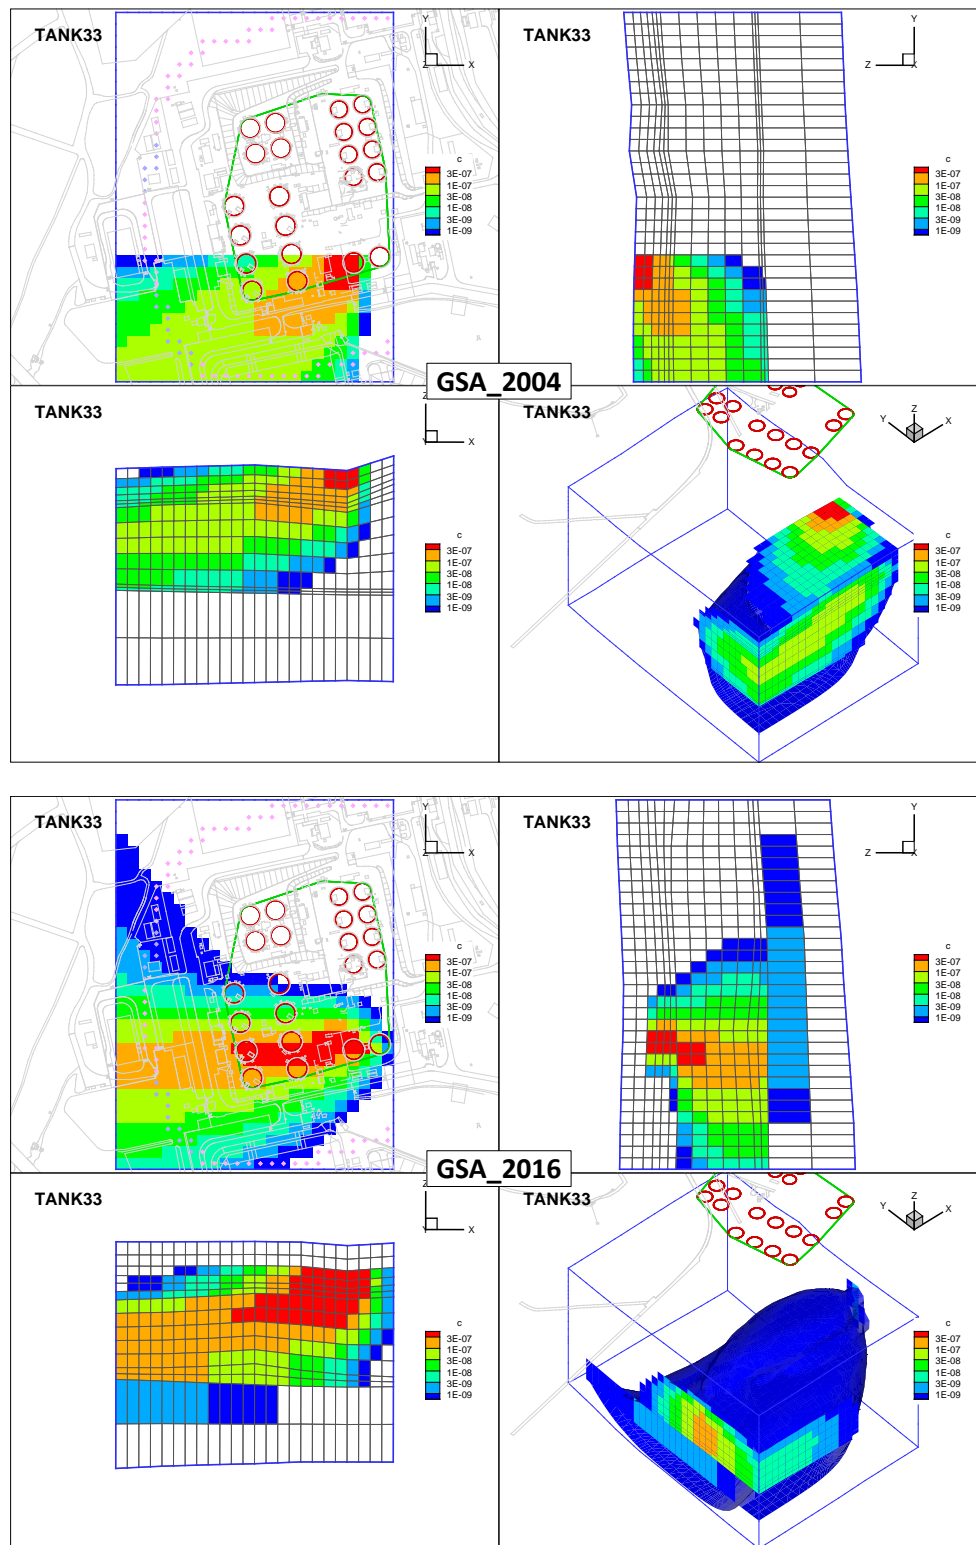 TANK33
Y
Z
X
c
3E-07
1E-07
3E-08
1E-08
3E-09
1E-09
TANK33
Y
Z
X
c
3E-07
1E-07
3E-08
1E-08
3E-09
1E-09
GSA_2004
TANK33
Z
Y
X
c
3E-07
1E-07
3E-08
1E-08
3E-09
1E-09
TANK33
Z
Y
X
c
3E-07
1E-07
3E-08
1E-08
3E-09
1E-09
TANK33
Y
Z
X
c
3E-07
1E-07
3E-08
1E-08
3E-09
1E-09
TANK33
Y
Z
X
c
3E-07
1E-07
3E-08
1E-08
3E-09
1E-09
GSA_2016
TANK33
Z
Y
X
c
3E-07
1E-07
3E-08
1E-08
3E-09
1E-09
TANK33
Z
Y
X
c
3E-07
1E-07
3E-08
1E-08
3E-09
1E-09